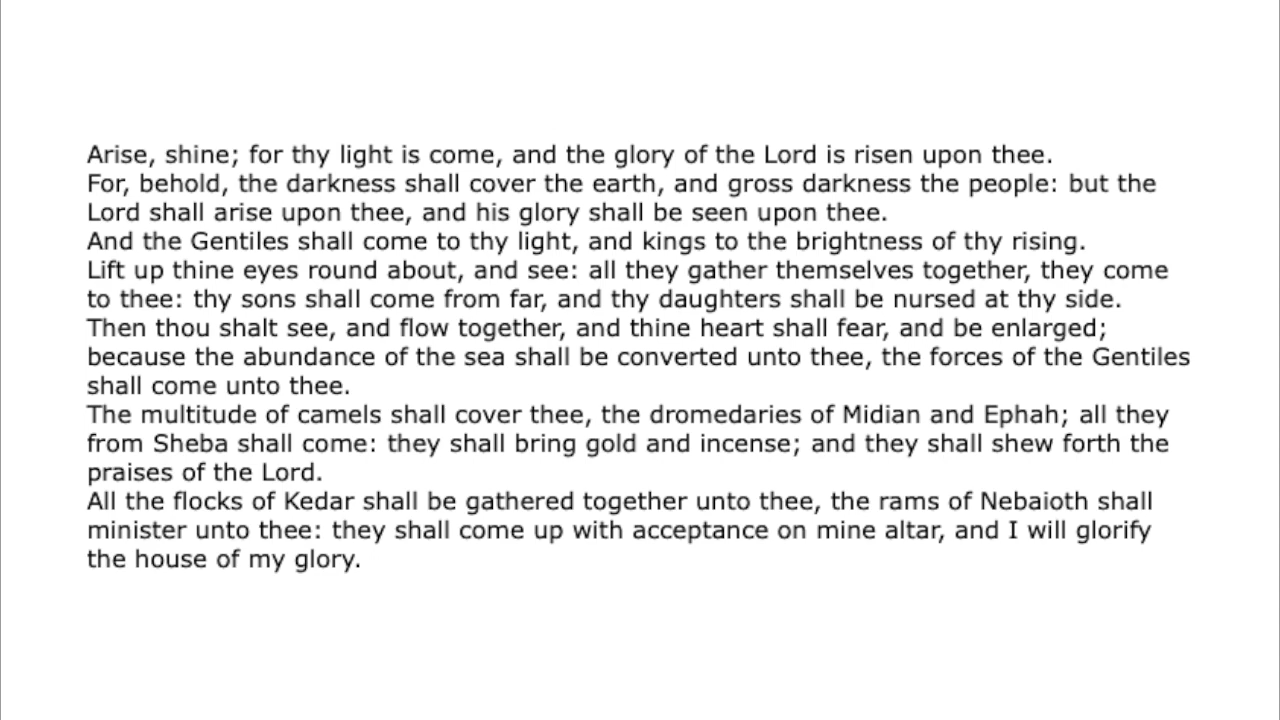 Arise, shine; for thy light is come, and the glory of the Lord is risen upon thee.
For, behold, the darkness shall cover the earth, and gross darkness the people: but the
Lord shall arise upon thee, and his glory shall be seen upon thee.
And the Gentiles shall come to thy light, and kings to the brightness of thy rising.
Lift up thine eyes round about, and see: all they gather themselves together, they come
to thee: thy sons shall come from far, and thy daughters shall be nursed at thy side.
Then thou shalt see, and flow together, and thine heart shall fear, and be enlarged;
because the abundance of the sea shall be converted unto thee, the forces of the Gentiles
shall come unto thee.
The multitude of camels shall cover thee, the dromedaries of Midian and Ephah; all they
from Sheba shall come: they shall bring gold and incense; and they shall shew forth the
praises of the Lord.
All the flocks of Kedar shall be gathered together unto thee, the rams of Nebaioth shall
minister unto thee: they shall come up with acceptance on mine altar, and I will glorify
the house of my glory.